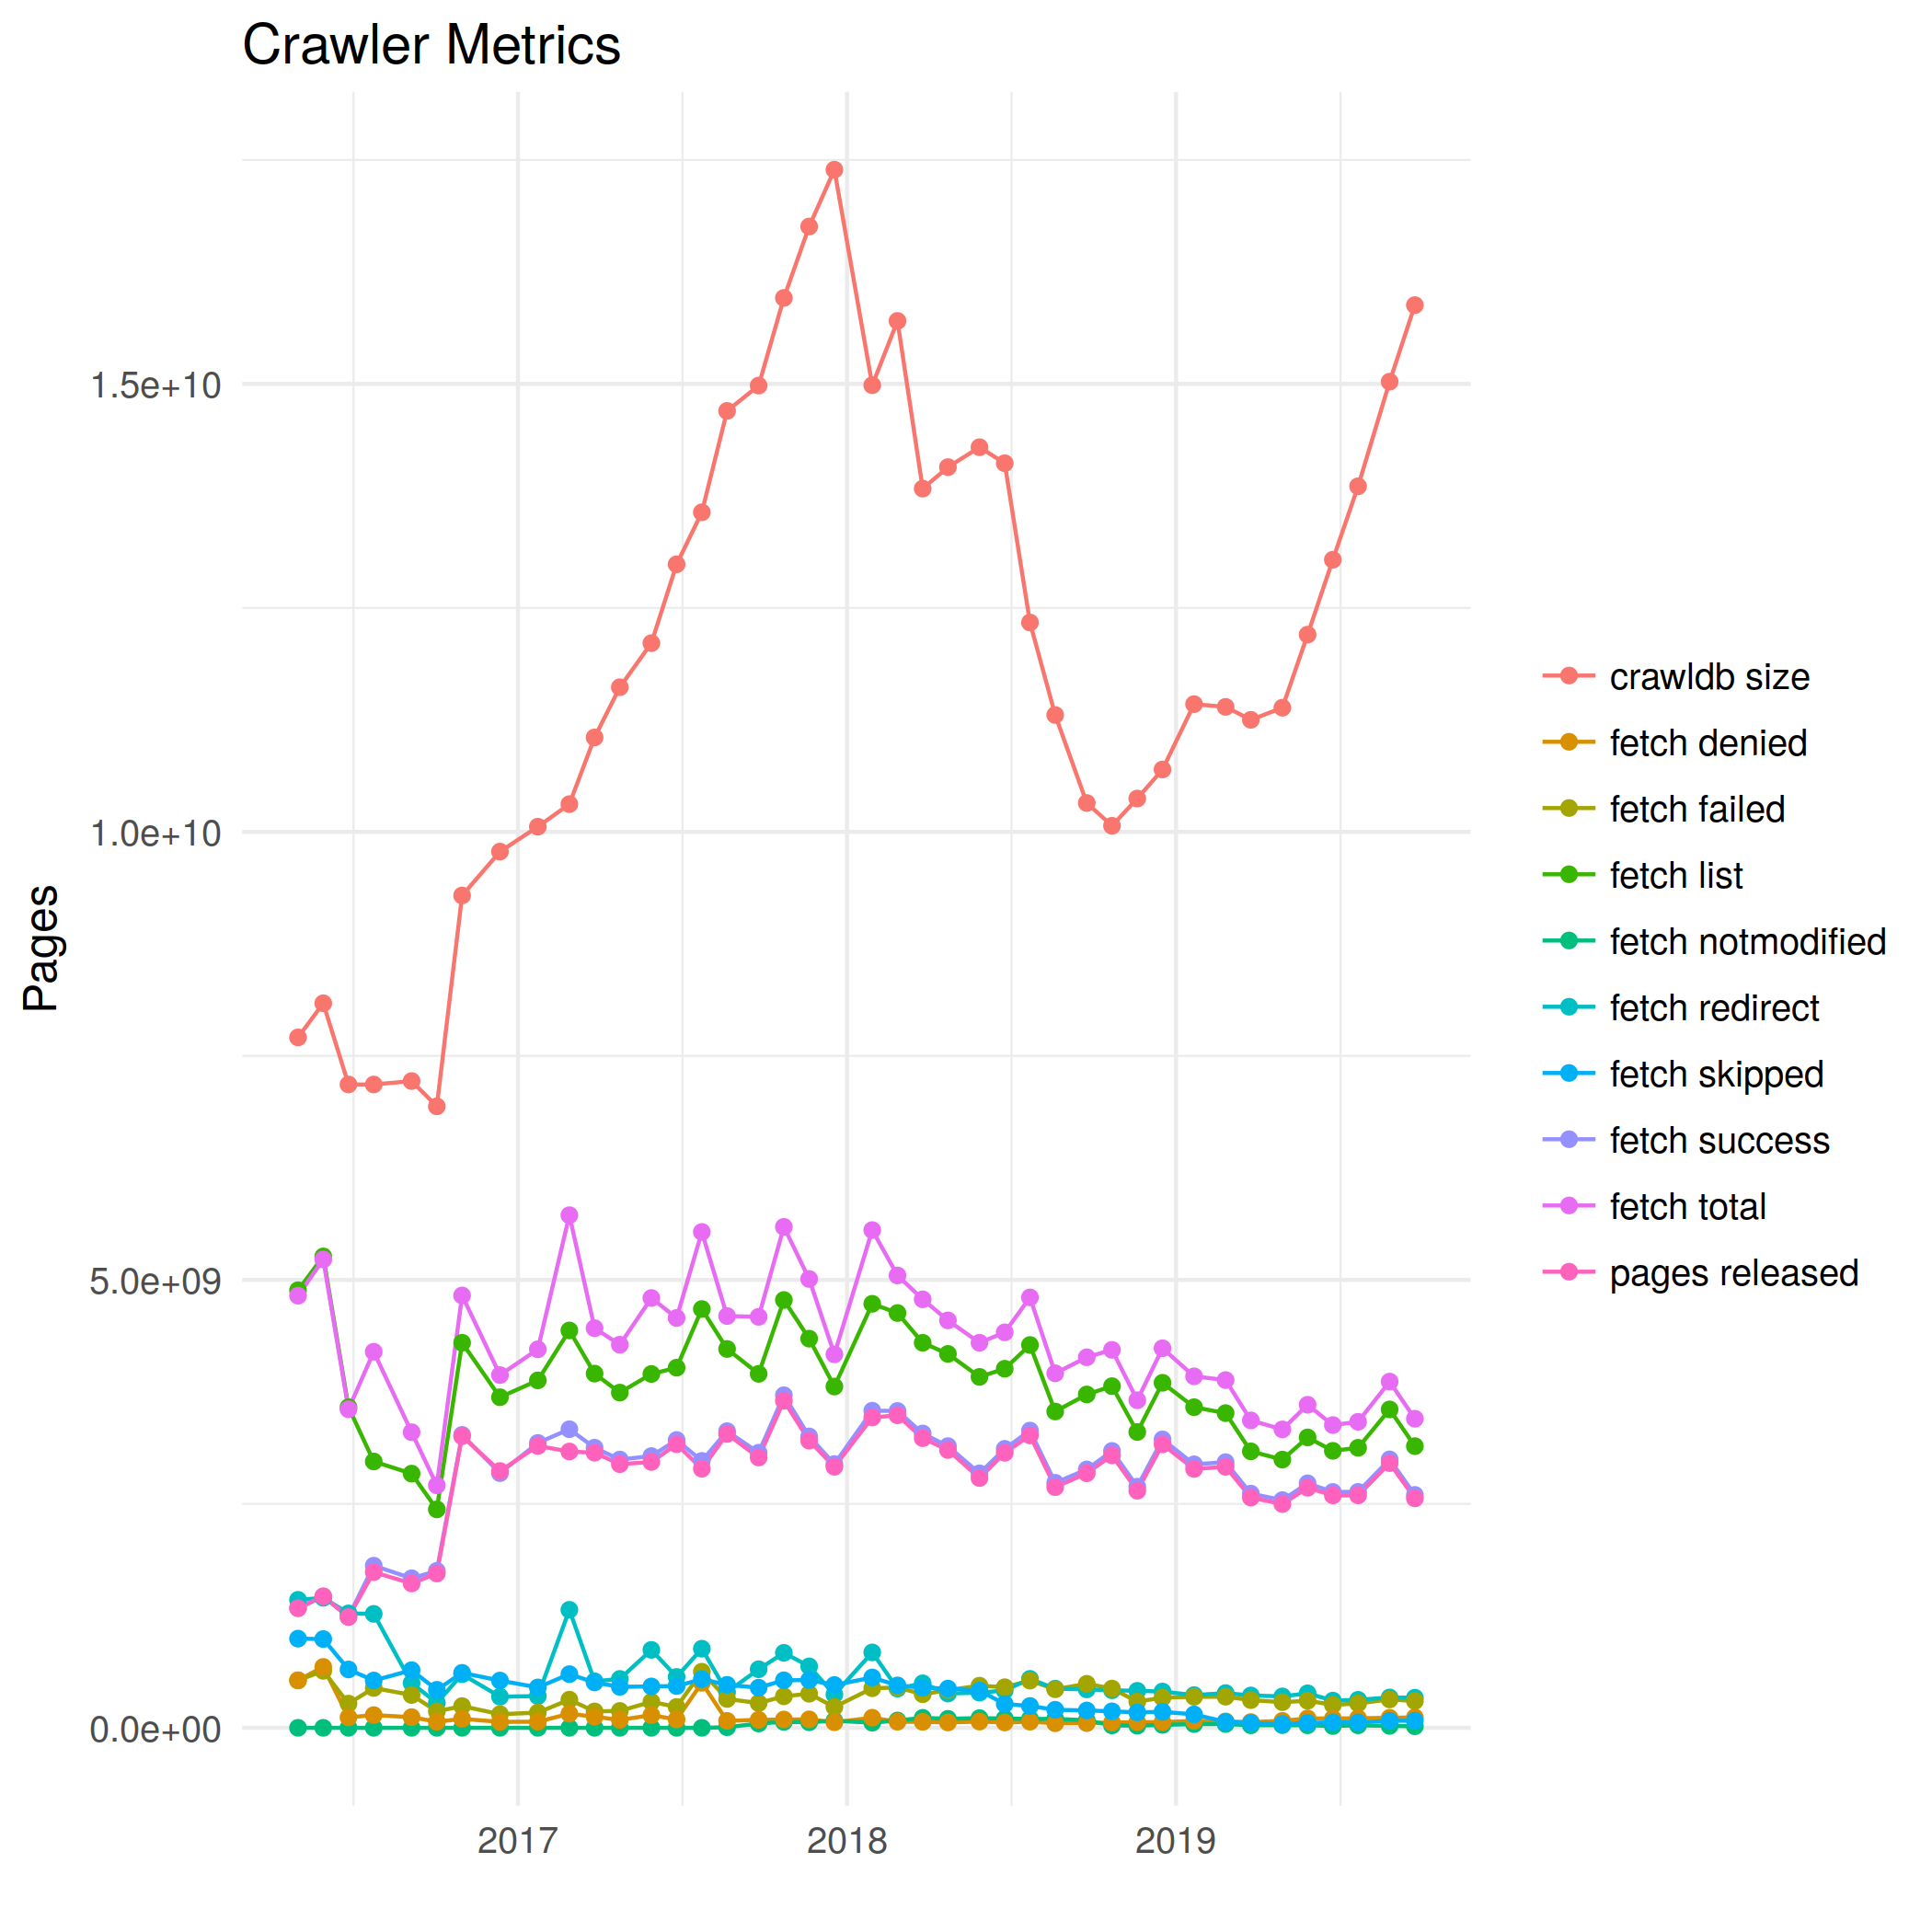 Crawler Metrics
Pages
1.5e+10
1.0e+10
5.0e+09
0.0e+00
2017
2018
2019
crawldb size
fetch denied
fetch failed
fetch list
fetch notmodified
fetch redirect
fetch skipped
fetch success
fetch total
pages released